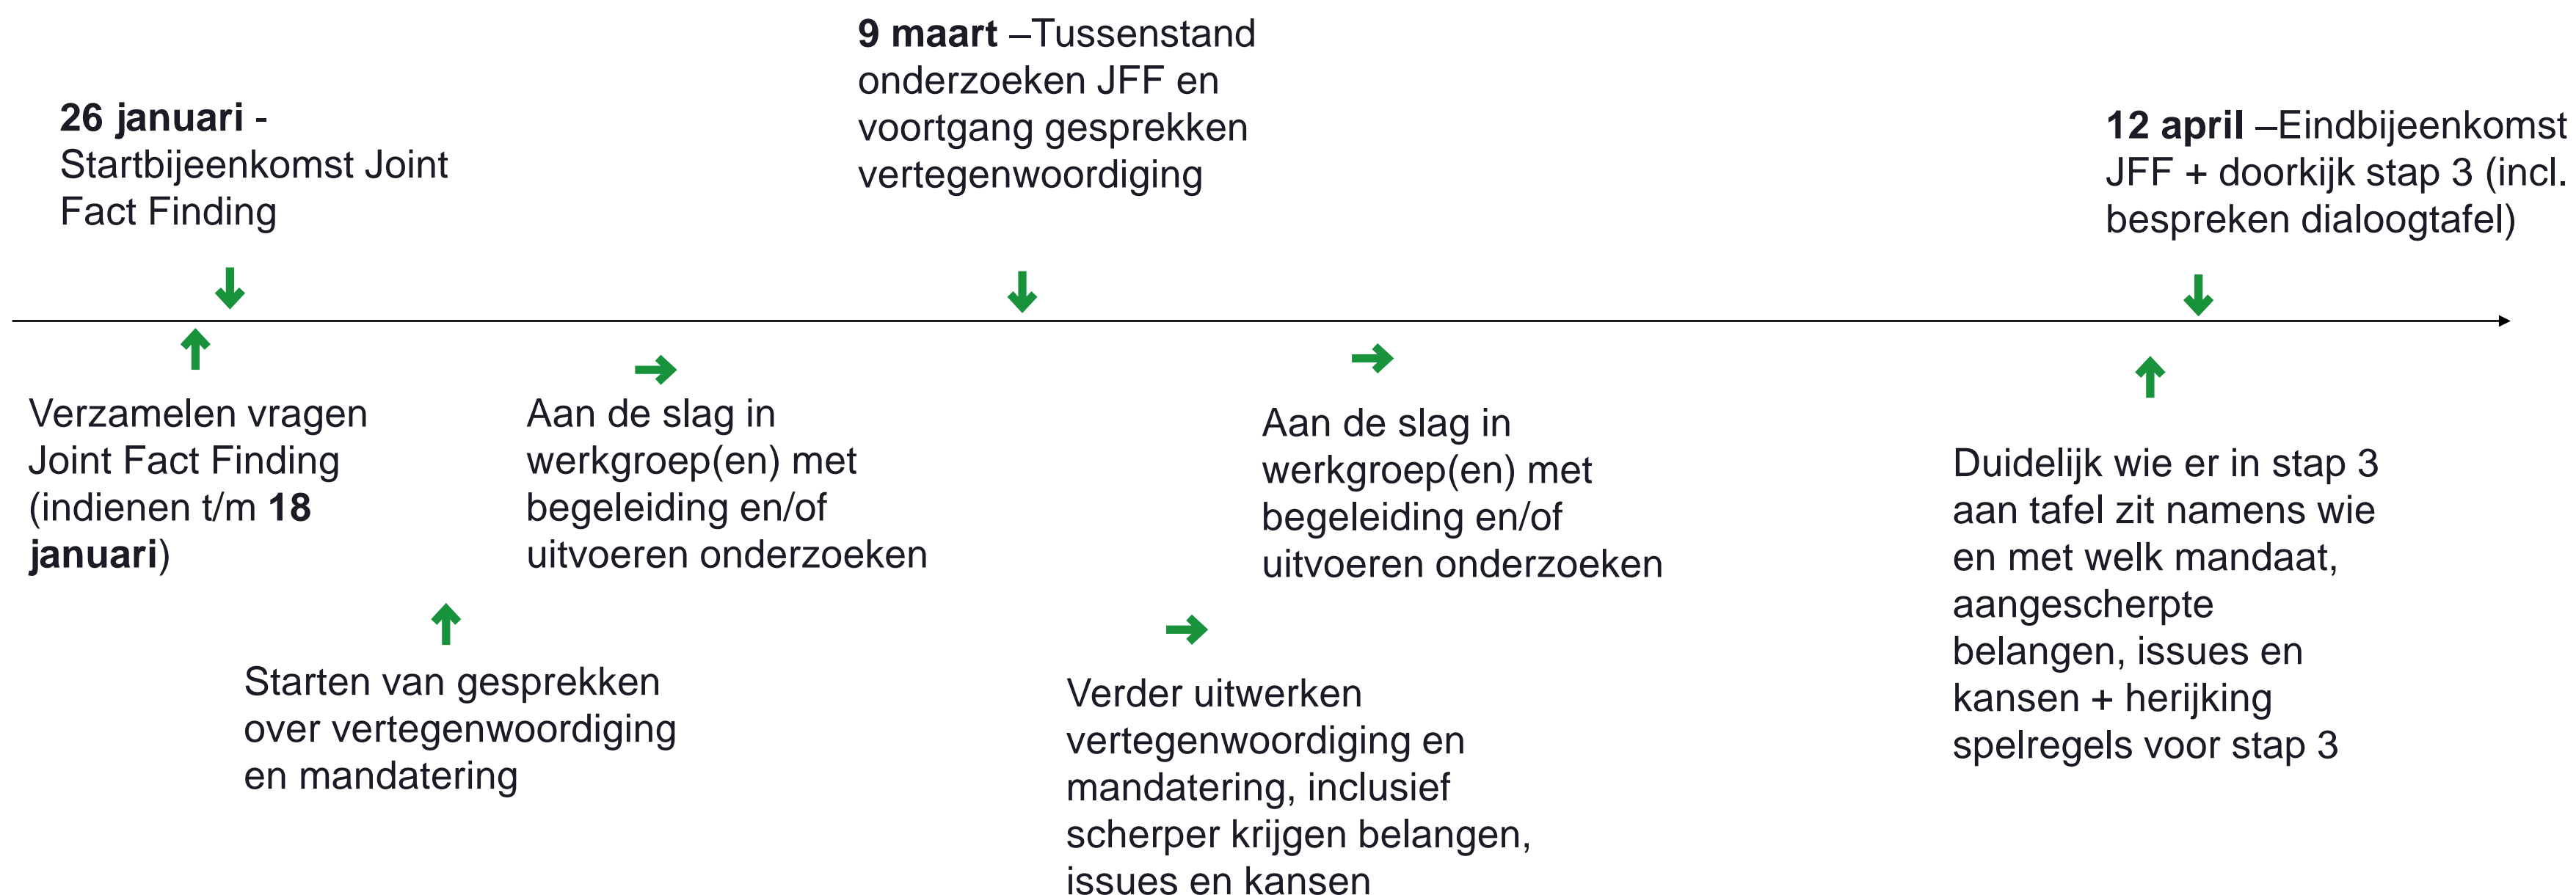 26 januari -
Startbijeenkomst Joint
Fact Finding
9 maart –Tussenstand
onderzoeken JFF en
voortgang gesprekken
vertegenwoordiging
12 april –Eindbijeenkomst
JFF + doorkijk stap 3 (incl.
bespreken dialoogtafel)
Verzamelen vragen
Joint Fact Finding
(indienen t/m 18
januari)
Starten van gesprekken
over vertegenwoordiging
en mandatering
Aan de slag in
werkgroep(en) met
begeleiding en/of
uitvoeren onderzoeken
Verder uitwerken
vertegenwoordiging en
mandatering, inclusief
scherper krijgen belangen,
issues en kansen
Aan de slag in
werkgroep(en) met
begeleiding en/of
uitvoeren onderzoeken
Duidelijk wie er in stap 3
aan tafel zit namens wie
en met welk mandaat,
aangescherpte
belangen, issues en
kansen + herijking
spelregels voor stap 3